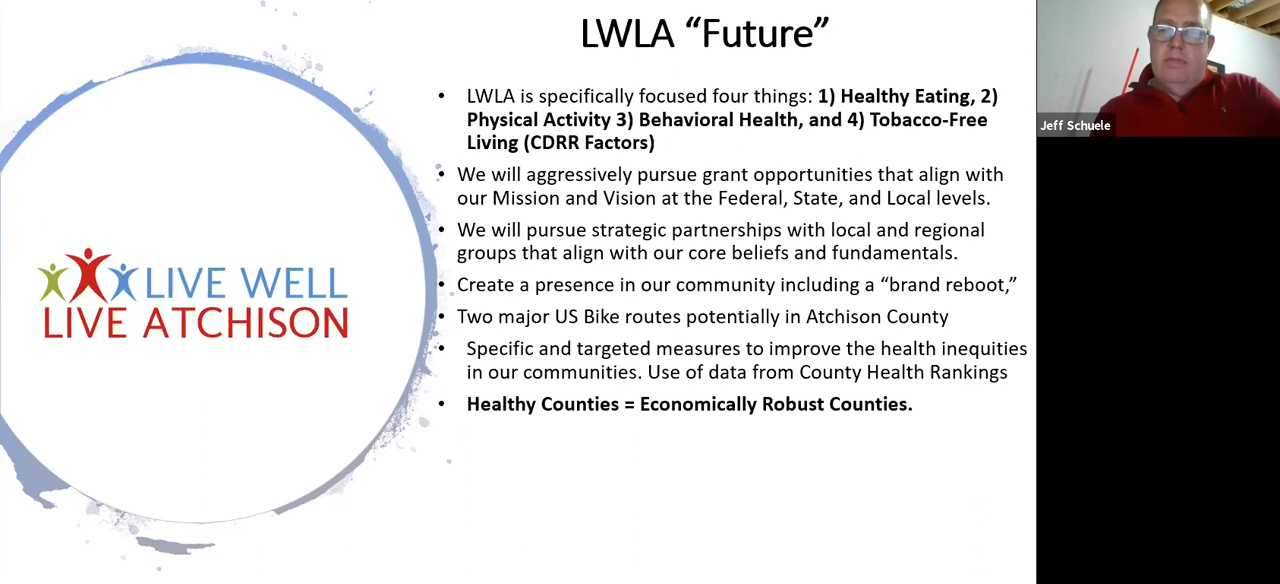 LWLA “Future”
• LWLA is specifically focused four things: 1) Healthy Eating, 2)
Physical Activity 3) Behavioral Health, and 4) Tobacco-Free
Living (CDRR Factors)
• We will aggressively pursue grant opportunities that align with
our Mission and Vision at the Federal, State, and Local levels.
• We will pursue strategic partnerships with local and regional
groups that align with our core beliefs and fundamentals.
• Create a presence in our community including a “brand reboot,”
• Two major US Bike routes potentially in Atchison County
• Specific and targeted measures to improve the health inequities
in our communities. Use of data from County Health Rankings
• Healthy Counties = Economically Robust Counties.
LIVE WELL
LIVE ATCHISON
Jeff Schuele